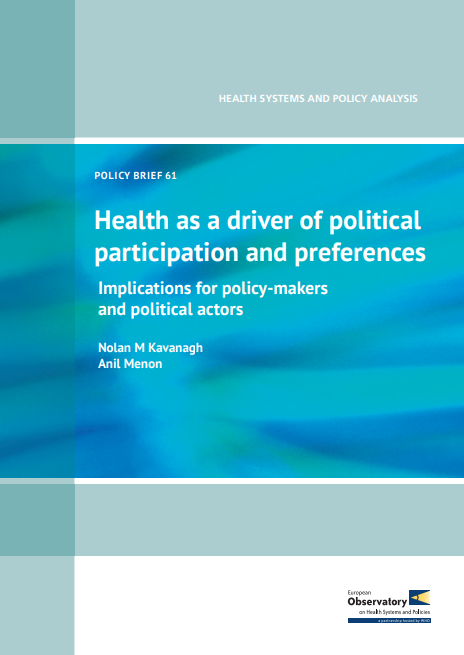 HEALTH SYSTEMS AND POLICY ANALYSIS
POLICY BRIEF 61
Health as a driver of political
participation and preferences
Implications for policy-makers
and political actors
Nolan M Kavanagh
Anil Menon
European
Observatory
on Health Systems and Policies
a partnership hosted by WHO